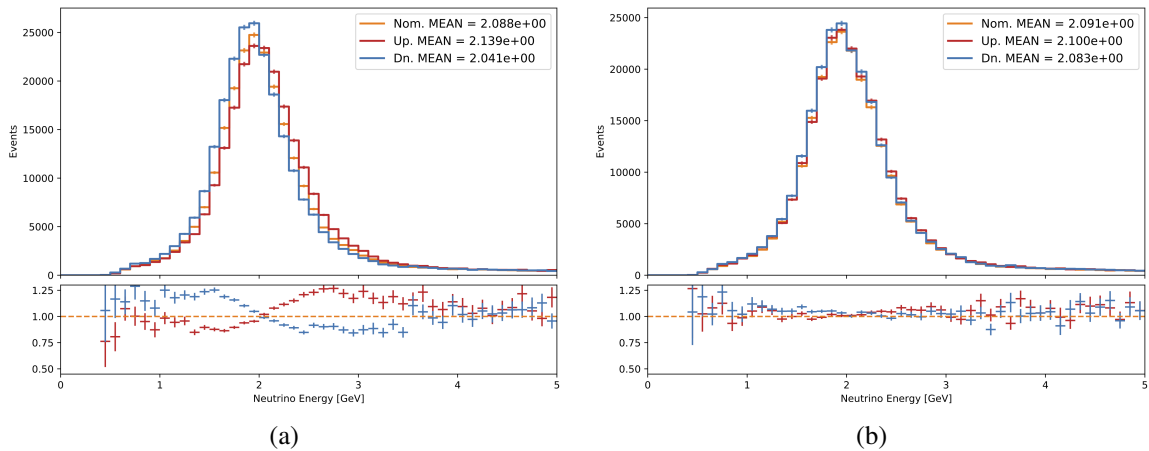 25000
20000
15000
10000
5000
0
Events
Nom. MEAN = 2.088e+00
Up. MEAN = 2.139e+00
Dn. MEAN = 2.041e+00
1.25
1.00
0.75
0.50
0 1 2 3 4 5
Neutrino Energy [GeV]
(a)
25000
20000
15000
10000
5000
0
Events
Nom. MEAN = 2.091e+00
Up. MEAN = 2.100e+00
Dn. MEAN = 2.083e+00
1.25
1.00
0.75
0.50
0 1 2 3 4 5
Neutrino Energy [GeV]
(b)